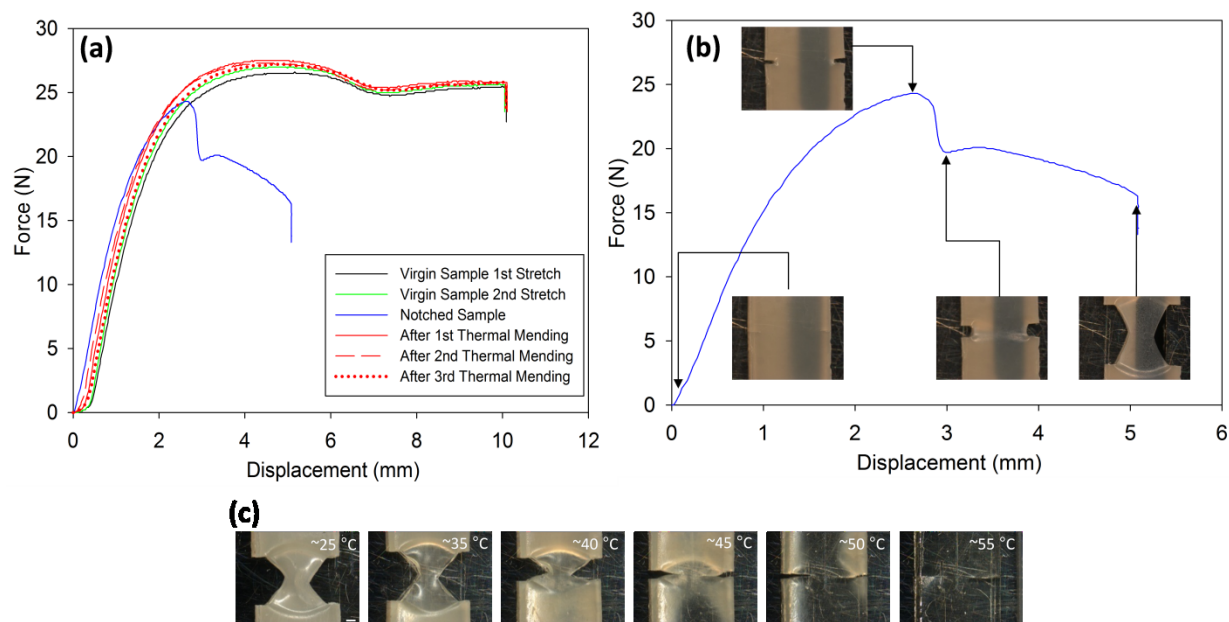 (a)
30
25
20
15
10
5
0
Force (N)
0 2 4 6 8 10 12
Displacement (mm)
Virgin Sample 1st Stretch
Virgin Sample 2nd Stretch
Notched Sample
After 1st Thermal Mending
After 2nd Thermal Mending
After 3rd Thermal Mending
(b)
30
25
20
15
10
5
0
Force (N)
0 1 2 3 4 5 6
Displacement (mm)
(c)
~25 °C ~35 °C ~40 °C ~45 °C ~50 °C ~55 °C